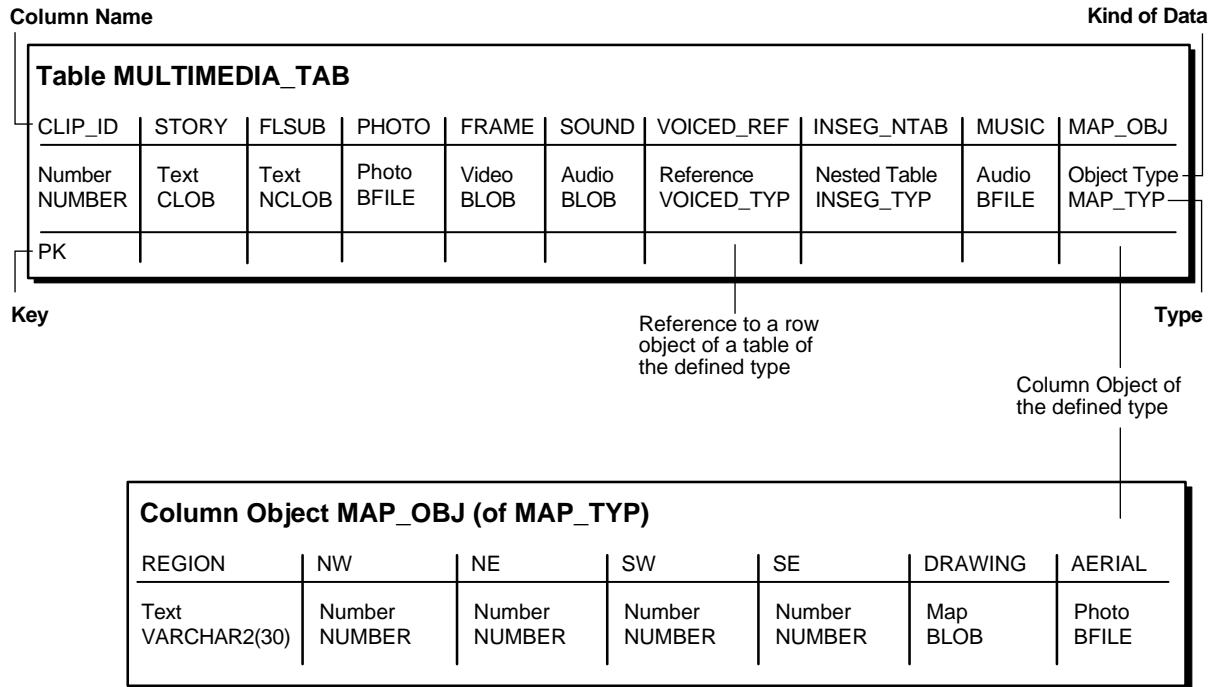 Column Name
Kind of Data
Table MULTIMEDIA_TAB
CLIP_ID STORY FLSUB PHOTO FRAME SOUND VOICED_REF INSEG_NTAB MUSIC MAP_OBJ
Number Text Text Photo Video Audio Reference Nested Table Audio Object Type
NUMBER CLOB NCLOB BFILE BLOB BLOB VOICED_TYP INSEG_TYP BFILE MAP_TYP
PK
Key
Type
Reference to a row
object of a table of
the defined type
Column Object of
the defined type
Column Object MAP_OBJ (of MAP_TYP)
REGION NW NE SW SE DRAWING AERIAL
Text Number Number Number Number Map Photo
VARCHAR2(30) NUMBER NUMBER NUMBER NUMBER BLOB BFILE